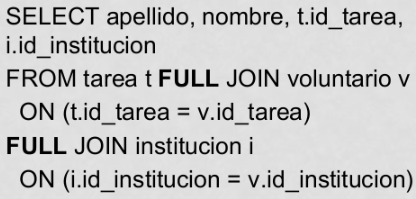 SELECT apellido, nombre, t.id_tarea,
i.id_institucion
FROM tarea t FULL JOIN voluntario v
ON (t.id_tarea = v.id_tarea)
FULL JOIN institucion i
ON (i.id_institucion = v.id_institucion)